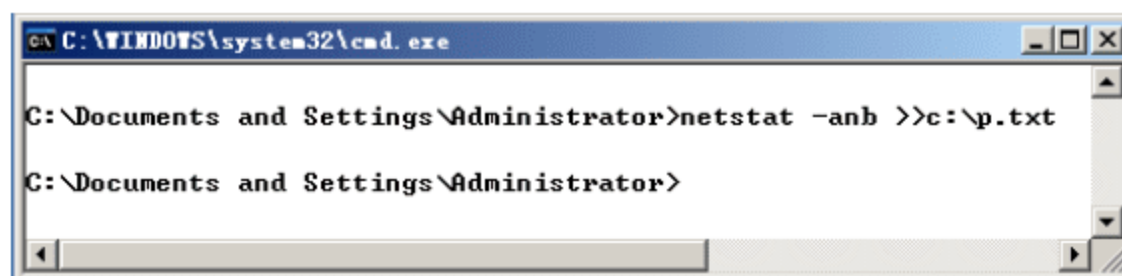 C:\WINDOWS\system32\cmd.exe
C:\Documents and Settings\Administrator>netstat -anb >>c:\p.txt
C:\Documents and Settings\Administrator>